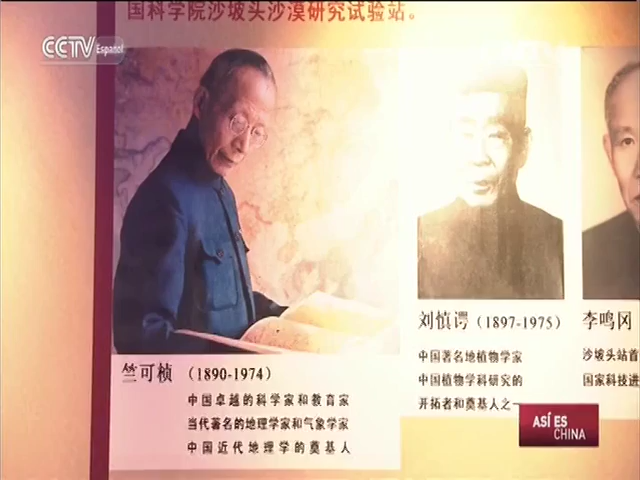 国科学院沙坡头沙漠研究试验站。
CCTV Español
竺可桢 (1890-1974)
中国卓越的科学家和教育家
当代著名的地理学家和气象学家
中国近代地理学的奠基人
刘慎谔 (1897-1975)
中国著名地植物学家
中国植物学科研究的
开拓者和奠基人之一
李鸣冈
沙坡头站首
国家科技进
ASÍ ES
CHINA